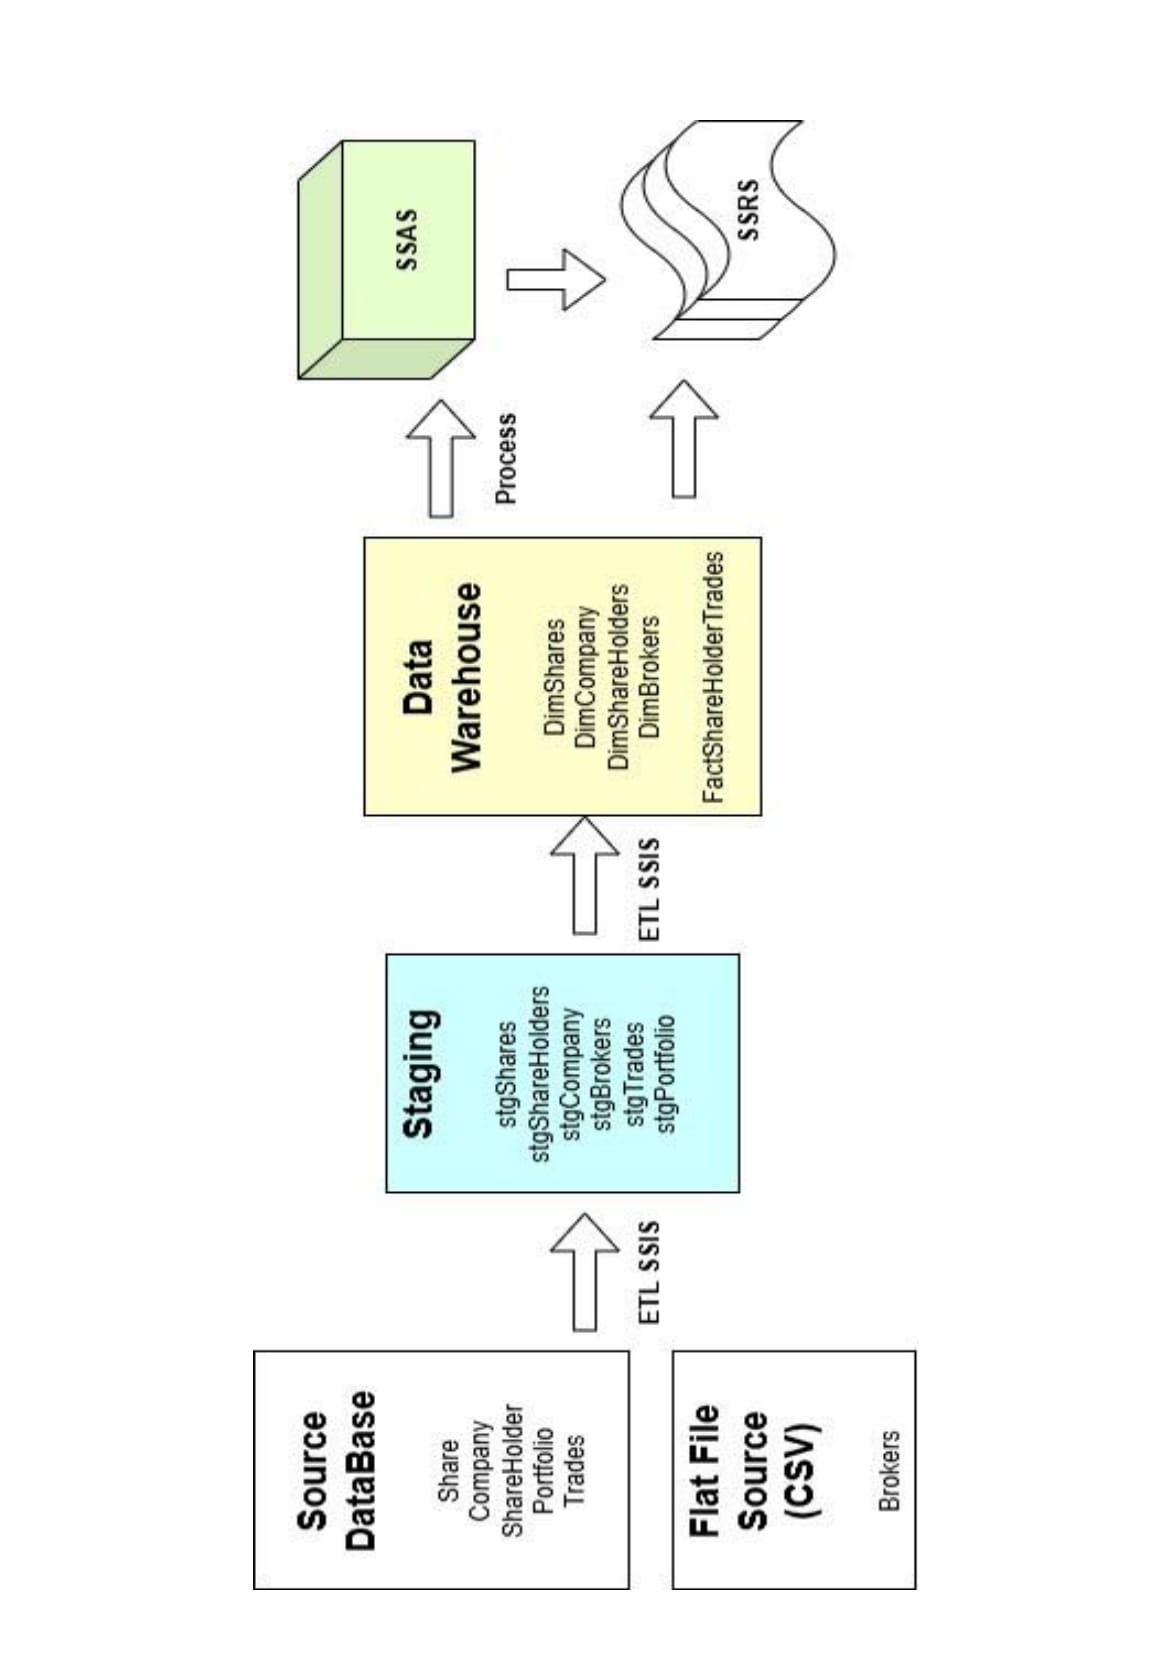 Source
DataBase
Share
Company
ShareHolder
Portfolio
Trades
Flat File
Source
(CSV)
Brokers
ETL SSIS
Staging
stgShares
stgShareHolders
stgCompany
stgBrokers
stgTrades
stgPortfolio
ETL SSIS
Data
Warehouse
DimShares
DimCompany
DimShareHolders
DimBrokers
FactShareHolderTrades
Process
SSAS
SSRS